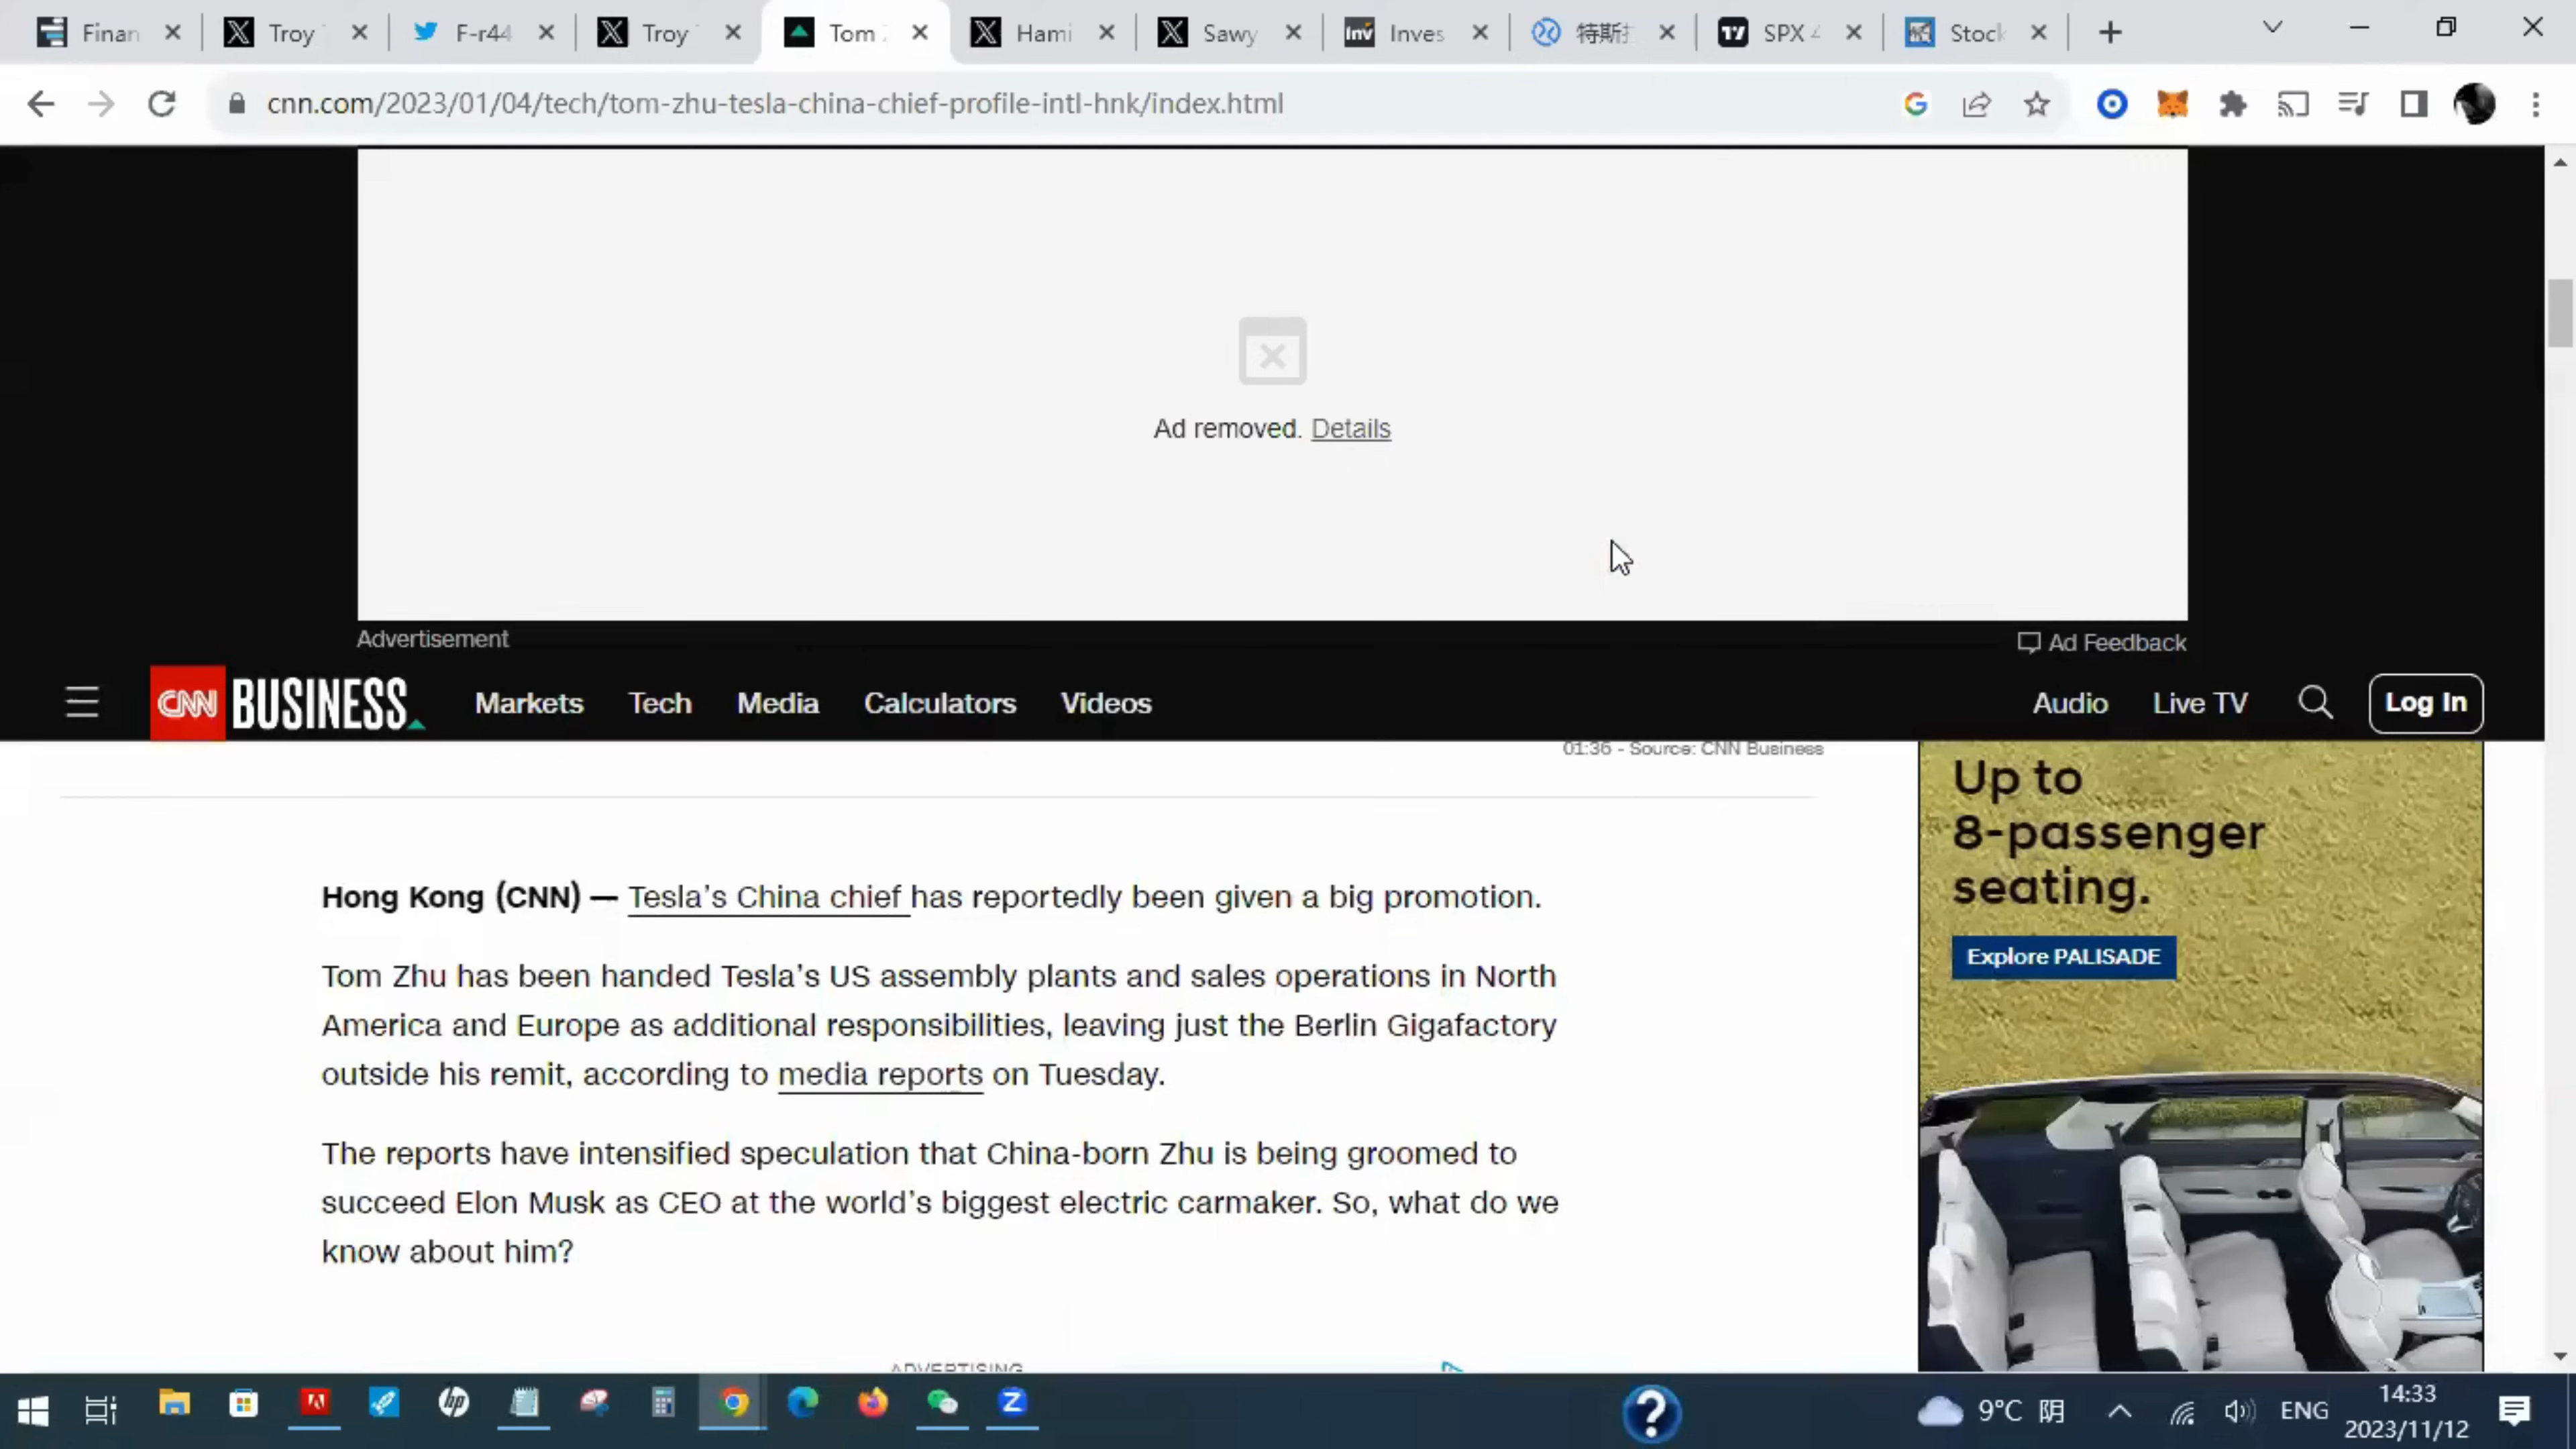 Finan
Troy
F-r44
Troy
Tom
Hami
Sawy
Inves
特斯
SPX
Stock
cnn.com/2023/01/04/tech/tom-zhu-tesla-china-chief-profile-intl-hnk/index.html
Ad removed. Details
Advertisement
Ad Feedback
CNN BUSINESS Markets Tech Media Calculators Videos Audio Live TV Log In
01:36 - Source: CNN Business
Up to
8-passenger
seating.
Explore PALISADE
Hong Kong (CNN) — Tesla's China chief has reportedly been given a big promotion.
Tom Zhu has been handed Tesla's US assembly plants and sales operations in North
America and Europe as additional responsibilities, leaving just the Berlin Gigafactory
outside his remit, according to media reports on Tuesday.
The reports have intensified speculation that China-born Zhu is being groomed to
succeed Elon Musk as CEO at the world's biggest electric carmaker. So, what do we
know about him?
ADVERTISING
9°C 阴
ENG
14:33
2023/11/12